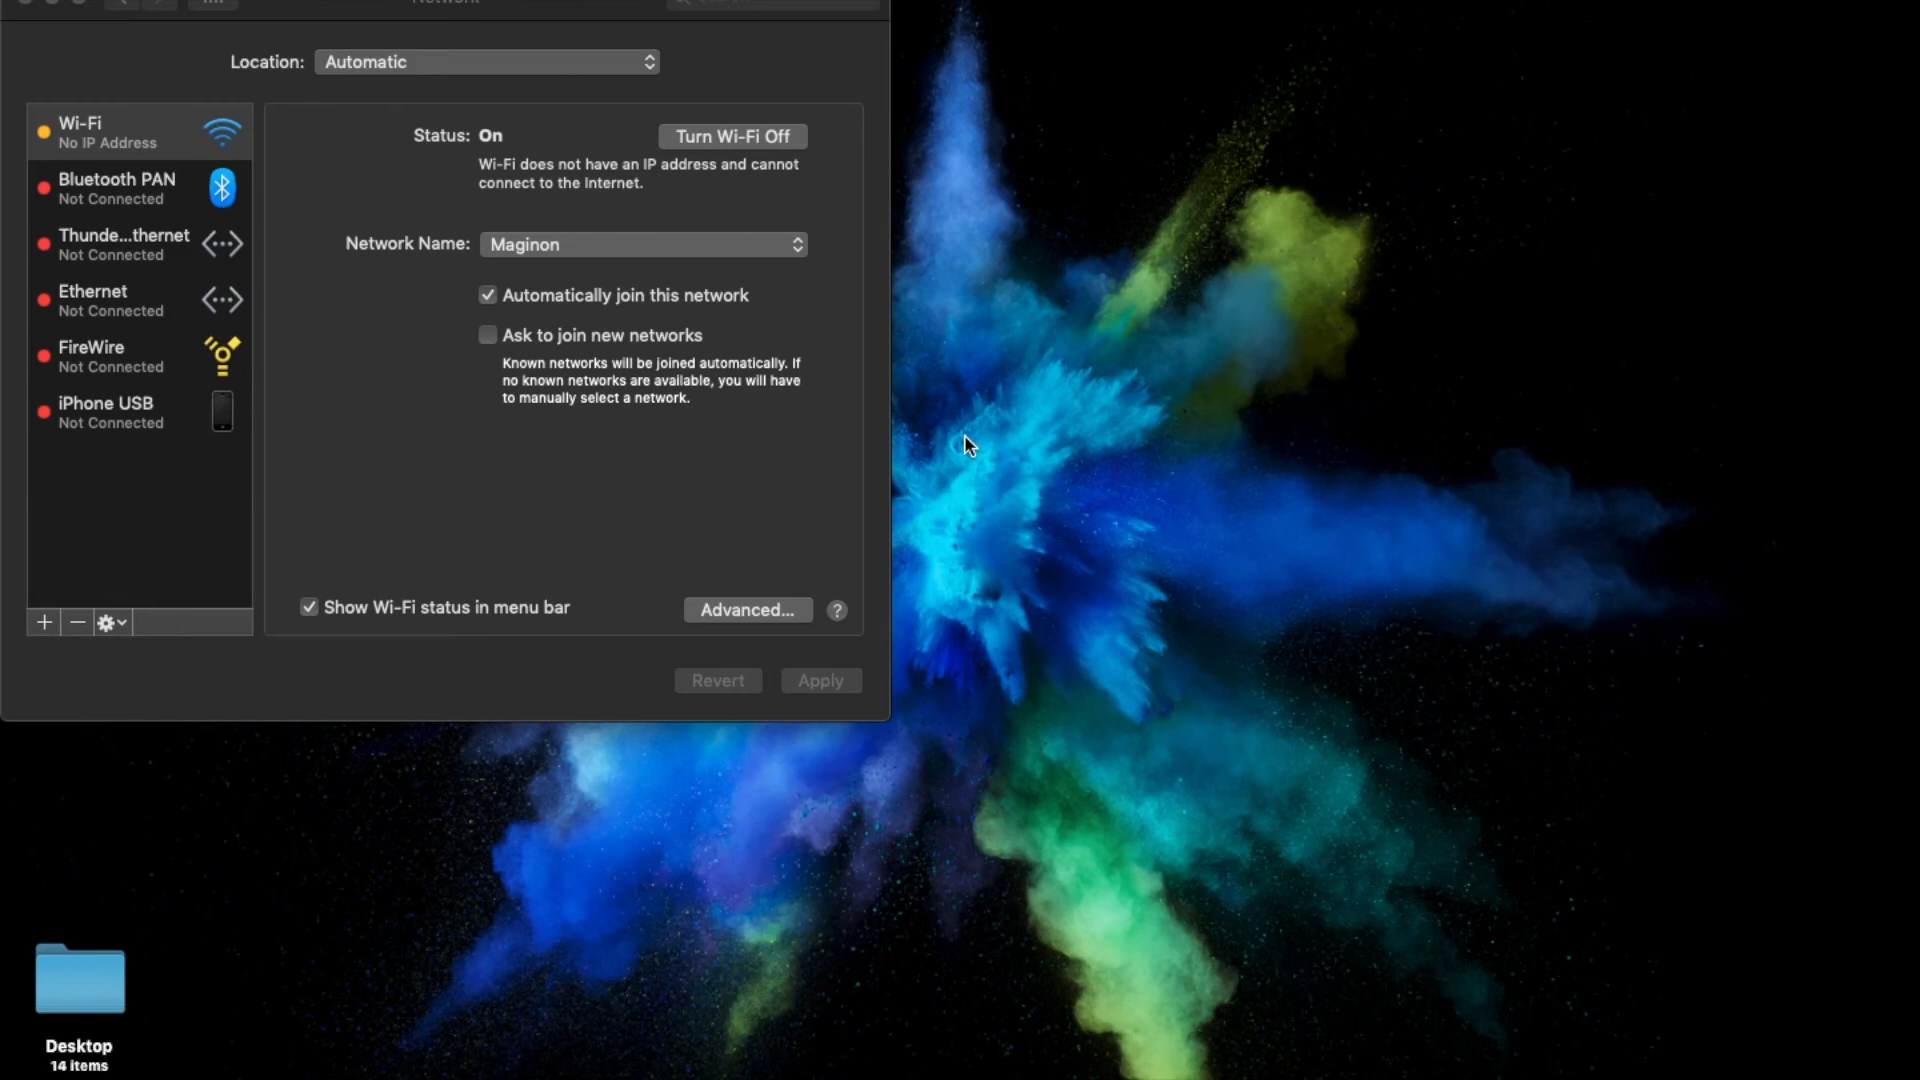 Network
Location: Automatic
Wi-Fi
No IP Address
Bluetooth PAN
Not Connected
Thunde...thernet
Not Connected
Ethernet
Not Connected
FireWire
Not Connected
iPhone USB
Not Connected
Status: On
Turn Wi-Fi Off
Wi-Fi does not have an IP address and cannot
connect to the Internet.
Network Name: Maginon
Automatically join this network
Ask to join new networks
Known networks will be joined automatically. If
no known networks are available, you will have
to manually select a network.
Show Wi-Fi status in menu bar
Advanced...
?
Revert
Apply
Desktop
14 items